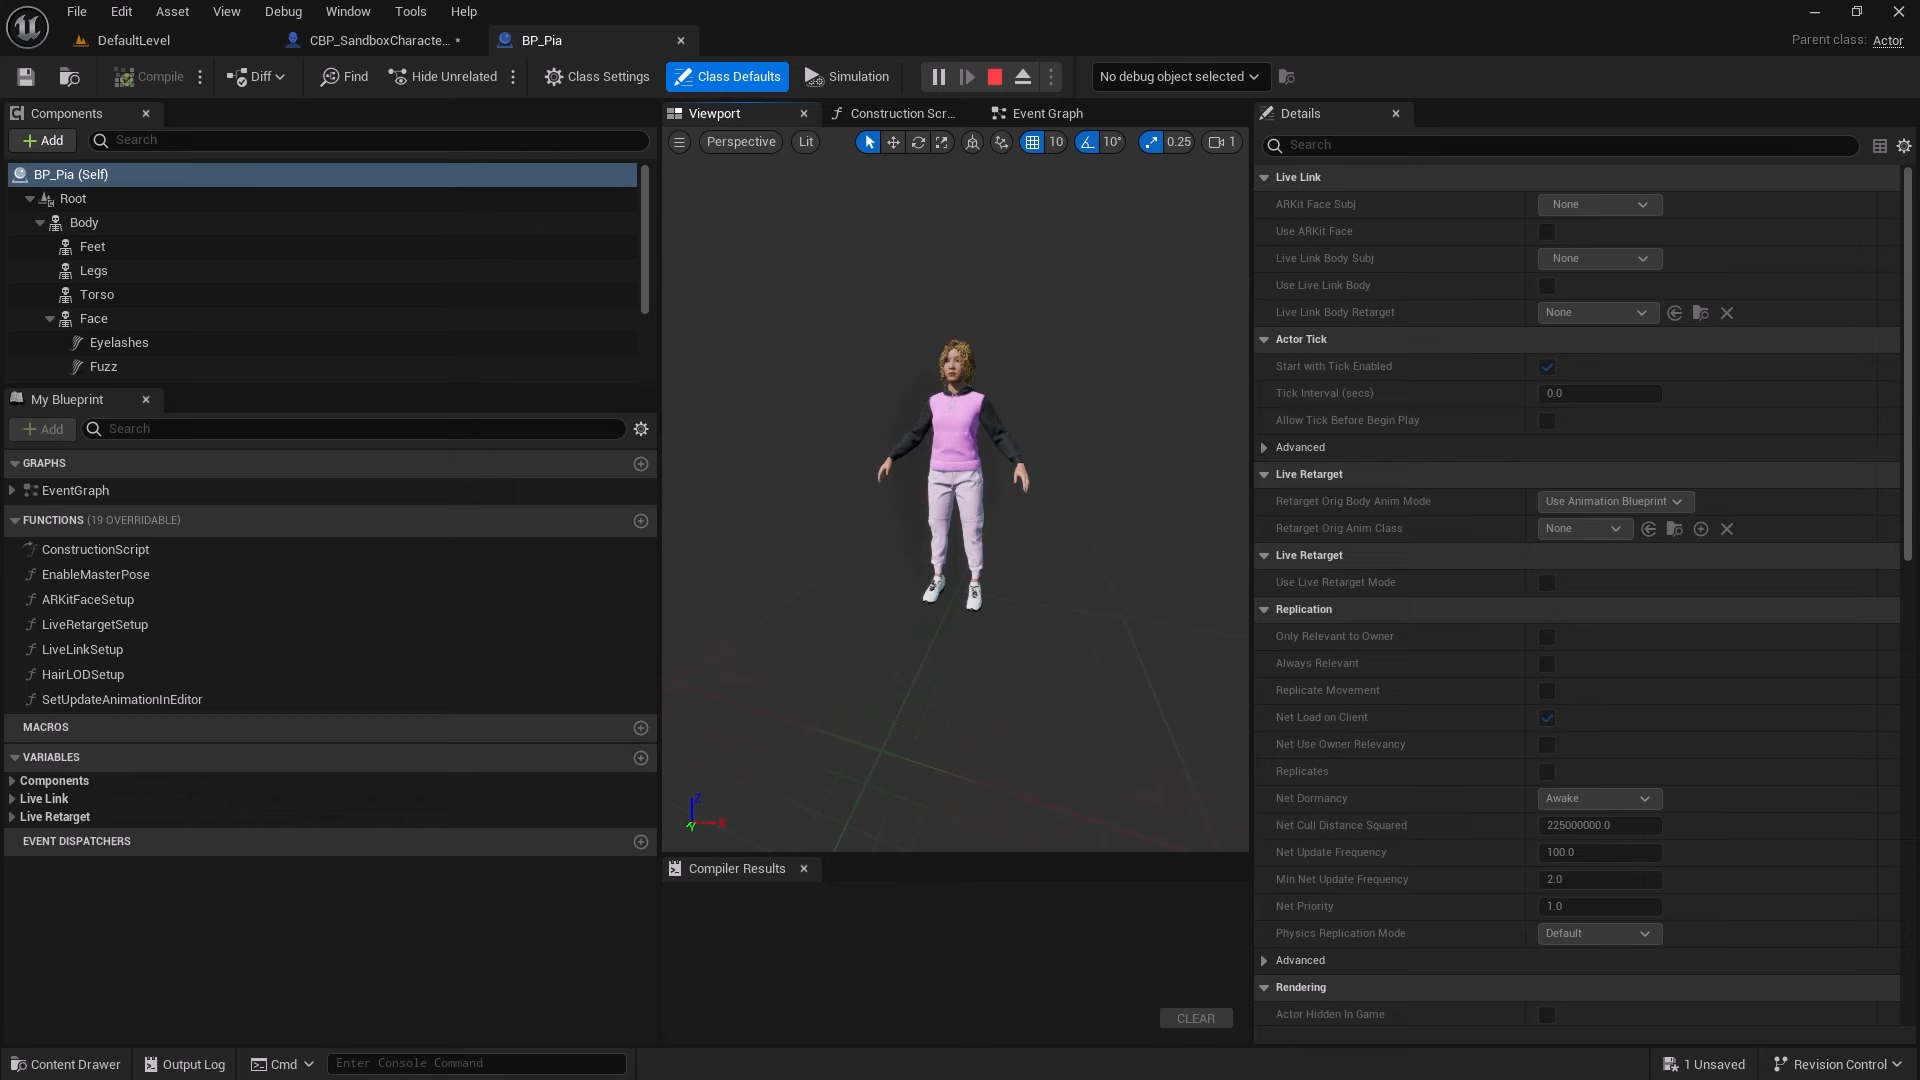 File Edit Asset View Debug Window Tools Help
DefaultLevel
CBP_SandboxCharacte... *
BP_Pia
Parent class: Actor
Compile
Diff
Find
Hide Unrelated
Class Settings
Class Defaults
Simulation
No debug object selected
Components
Add
Search
BP_Pia (Self)
Root
Body
Feet
Legs
Torso
Face
Eyelashes
Fuzz
My Blueprint
Add
Search
GRAPHS
EventGraph
FUNCTIONS (19 OVERRIDABLE)
ConstructionScript
EnableMasterPose
ARKitFaceSetup
LiveRetargetSetup
LiveLinkSetup
HairLODSetup
SetUpdateAnimationInEditor
MACROS
VARIABLES
Components
Live Link
Live Retarget
EVENT DISPATCHERS
Viewport
Construction Scr...
Event Graph
Perspective
Lit
10
10°
0.25
1
Z
Y
X
Compiler Results
CLEAR
Details
Search
Live Link
ARKit Face Subj None
Use ARKit Face
Live Link Body Subj None
Use Live Link Body
Live Link Body Retarget None
Actor Tick
Start with Tick Enabled
Tick Interval (secs) 0.0
Allow Tick Before Begin Play
Advanced
Live Retarget
Retarget Orig Body Anim Mode Use Animation Blueprint
Retarget Orig Anim Class None
Live Retarget
Use Live Retarget Mode
Replication
Only Relevant to Owner
Always Relevant
Replicate Movement
Net Load on Client
Net Use Owner Relevancy
Replicates
Net Dormancy Awake
Net Cull Distance Squared 225000000.0
Net Update Frequency 100.0
Min Net Update Frequency 2.0
Net Priority 1.0
Physics Replication Mode Default
Advanced
Rendering
Actor Hidden In Game
Content Drawer
Output Log
Cmd
Enter Console Command
1 Unsaved
Revision Control